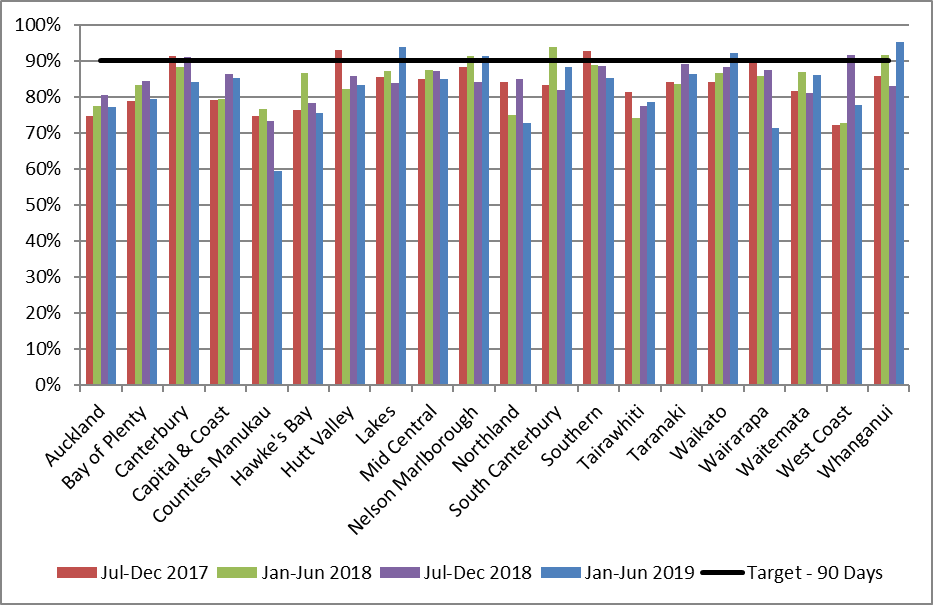 100%
90%
80%
70%
60%
50%
40%
30%
20%
10%
0%
Auckland
Bay of Plenty
Canterbury
Capital & Coast
Counties Manukau
Hawke's Bay
Hutt Valley
Lakes
Mid Central
Nelson Marlborough
Northland
South Canterbury
Southern
Tairawhiti
Taranaki
Waikato
Wairarapa
Waitemata
West Coast
Whanganui
Jul-Dec 2017 Jan-Jun 2018 Jul-Dec 2018 Jan-Jun 2019 Target - 90 Days